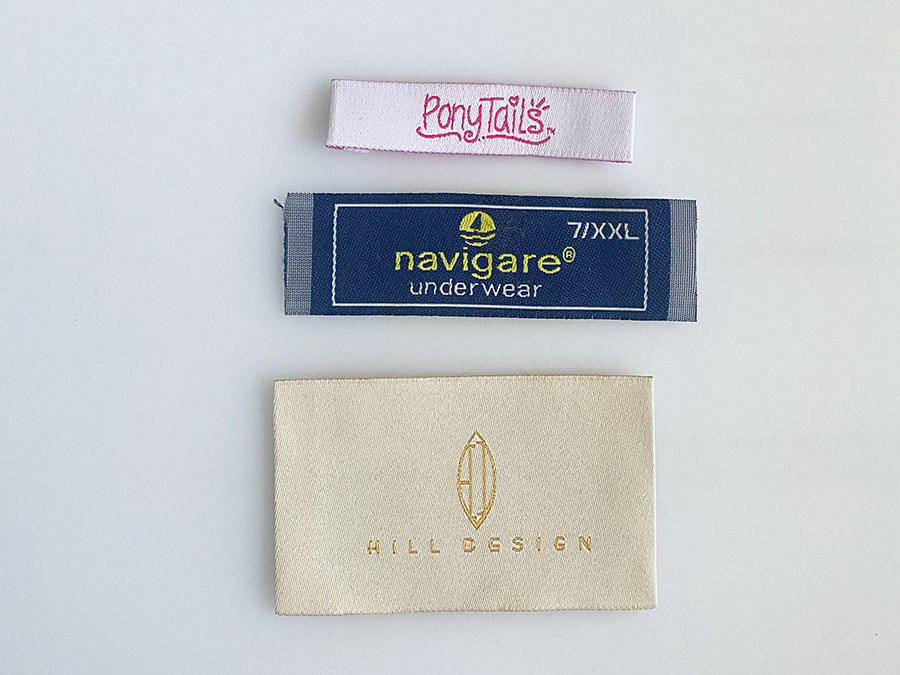 PonyTails™
7/XXL
navigare®
underwear
HILL DESIGN